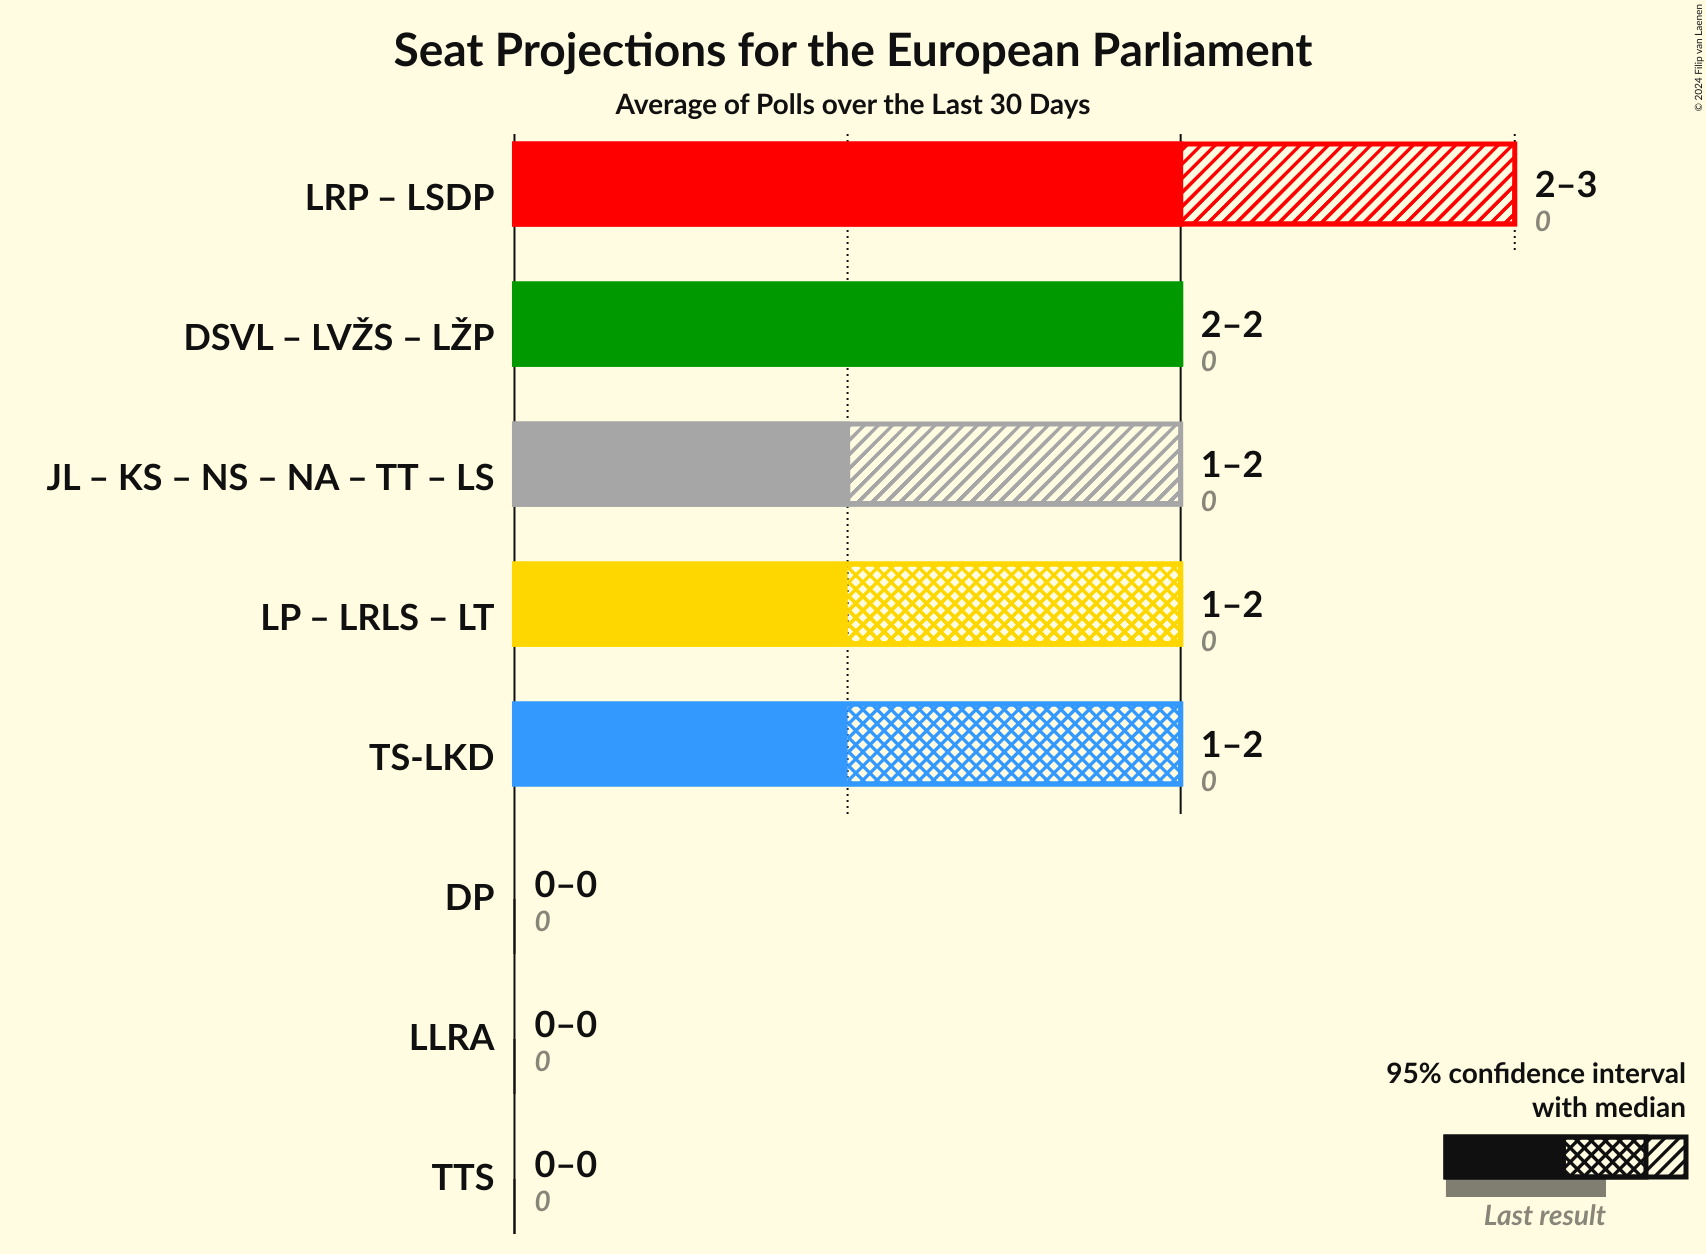 Seat Projections for the European Parliament
Average of Polls over the Last 30 Days
© 2024 Filip van Laenen
LRP – LSDP
2–3
0
DSVL – LVŽS – LŽP
2–2
0
JL – KS – NS – NA – TT – LS
1–2
0
LP – LRLS – LT
1–2
0
TS-LKD
1–2
0
DP
0–0
0
LLRA
0–0
0
TTS
0–0
0
95% confidence interval
with median
Last result